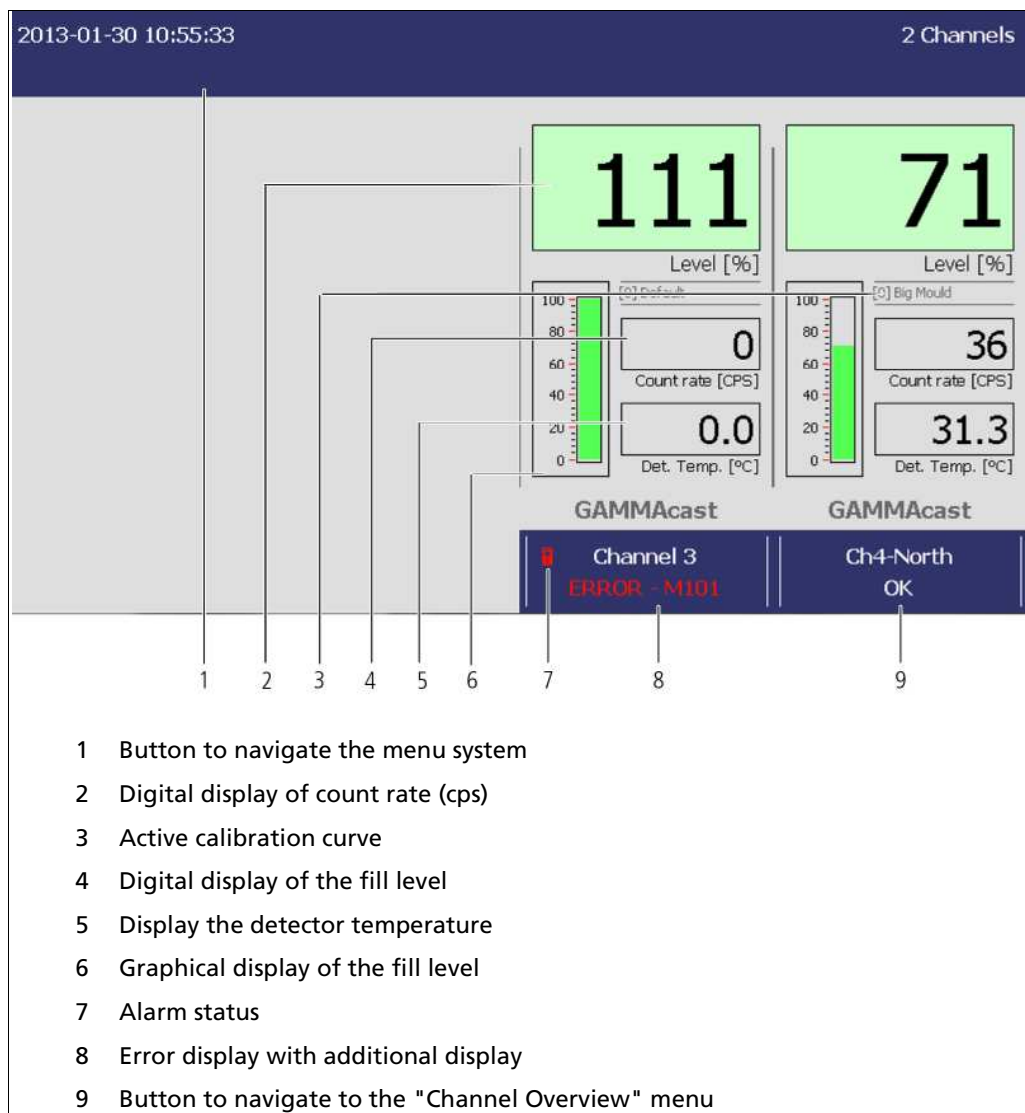 2013-01-30 10:55:33 2 Channels
111 71
Level [%] Level [%]
[0] Default [0] Big Mould
100 100
80 80
0 36
60 60
Count rate [CPS] Count rate [CPS]
40 40
20 20
0.0 31.3
0 0
Det. Temp. [ºC] Det. Temp. [ºC]
GAMMAcast GAMMAcast
Channel 3 Ch4-North
ERROR - M101 OK
1 2 3 4 5 6 7 8 9
1 Button to navigate the menu system
2 Digital display of count rate (cps)
3 Active calibration curve
4 Digital display of the fill level
5 Display the detector temperature
6 Graphical display of the fill level
7 Alarm status
8 Error display with additional display
9 Button to navigate to the "Channel Overview" menu